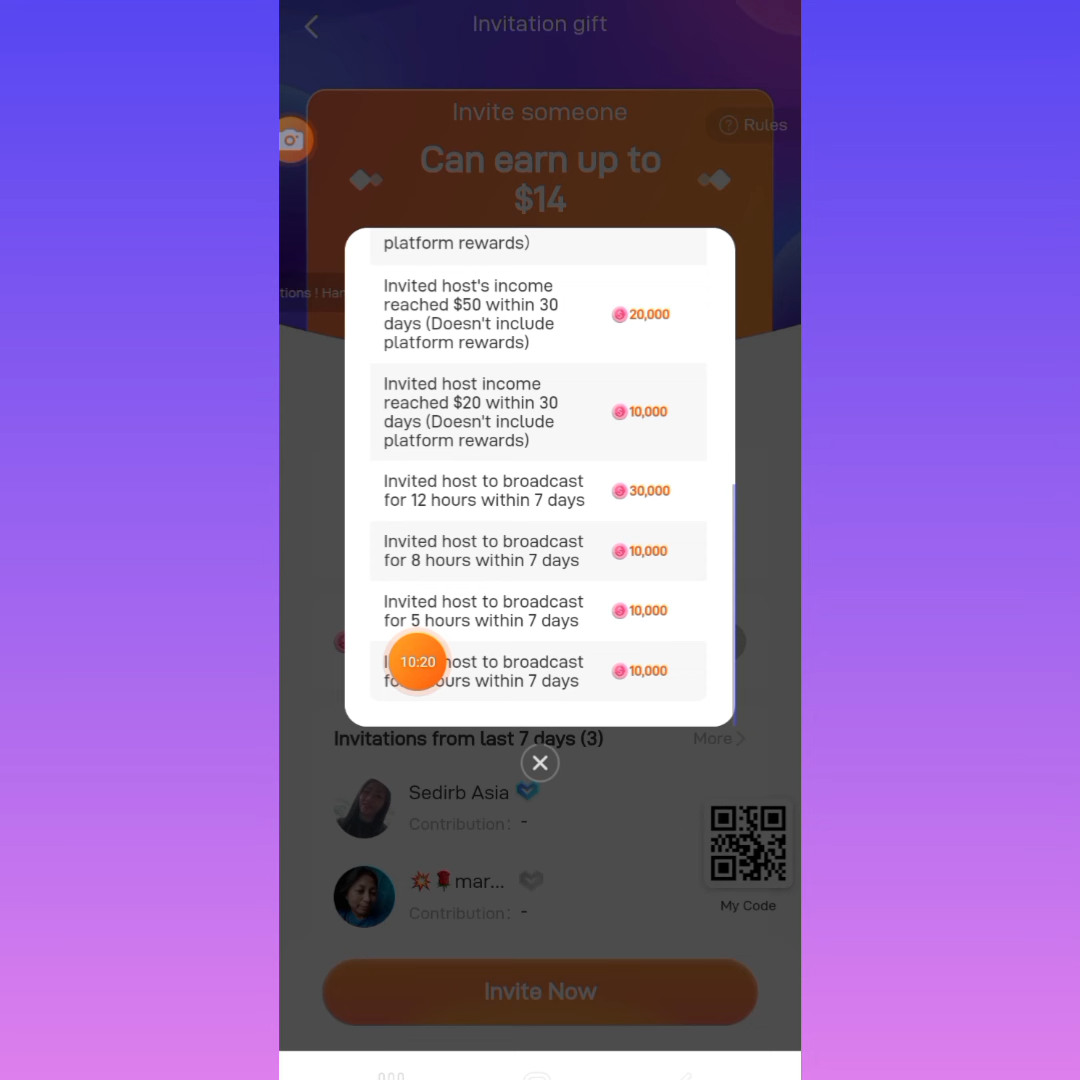 Invitation gift
Invite someone
Rules
Can earn up to
$14
platform rewards)
tions ! Har
Invited host's income
reached $50 within 30
days (Doesn't include
platform rewards)
20,000
Invited host income
reached $20 within 30
days (Doesn't include
platform rewards)
10,000
Invited host to broadcast
for 12 hours within 7 days
30,000
Invited host to broadcast
for 8 hours within 7 days
10,000
Invited host to broadcast
for 5 hours within 7 days
10,000
10:20
host to broadcast
ours within 7 days
10,000
Invitations from last 7 days (3)
More
Sedirb Asia
Contribution: -
mar...
Contribution: -
My Code
Invite Now